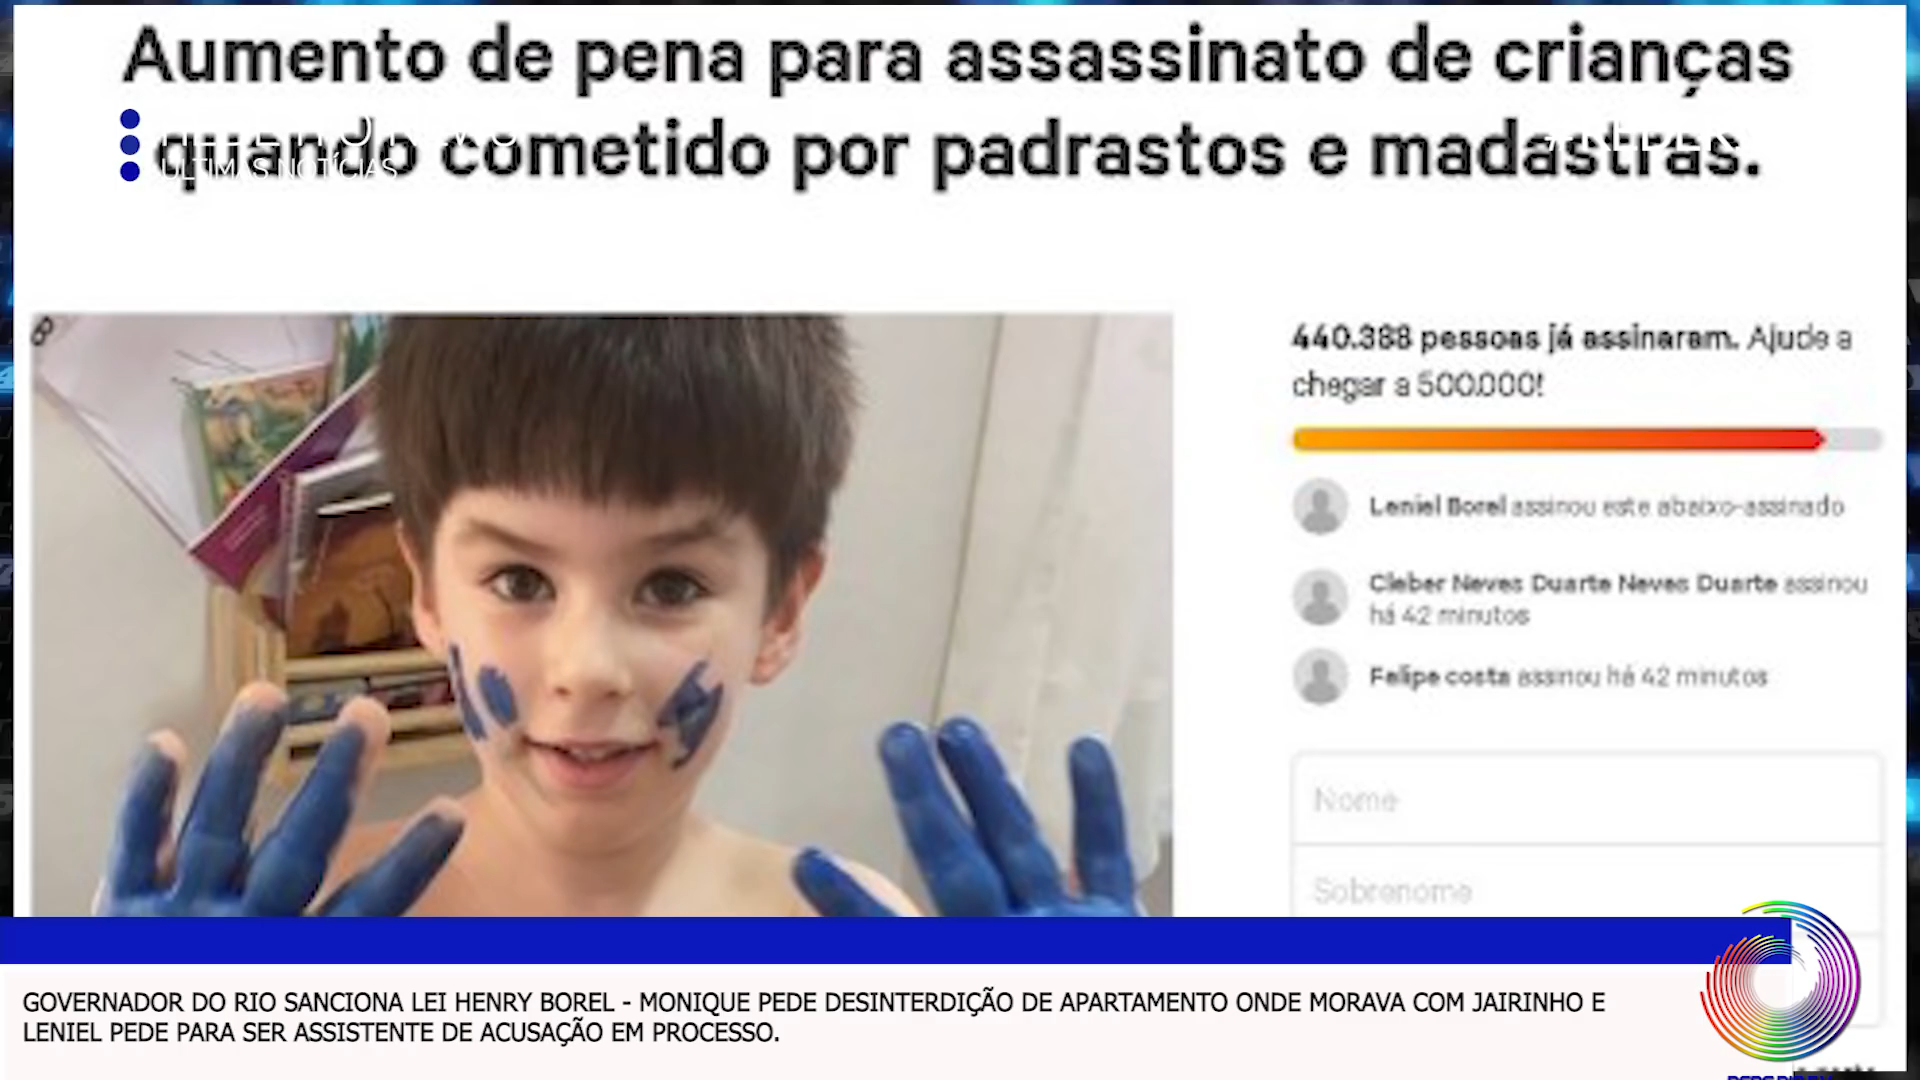 Aumento de pena para assassinato de crianças
quando cometido por padrastos e madastras.
ÚLTIMAS NOTÍCIAS
440.388 pessoas já assinaram. Ajude a
chegar a 500.000!
Leniel Borel assinou este abaixo-assinado
Cleber Neves Duarte Neves Duarte assinou
há 42 minutos
Felipe costa assinou há 42 minutos
Nome
Sobrenome
GOVERNADOR DO RIO SANCIONA LEI HENRY BOREL - MONIQUE PEDE DESINTERDIÇÃO DE APARTAMENTO ONDE MORAVA COM JAIRINHO E
LENIEL PEDE PARA SER ASSISTENTE DE ACUSAÇÃO EM PROCESSO.